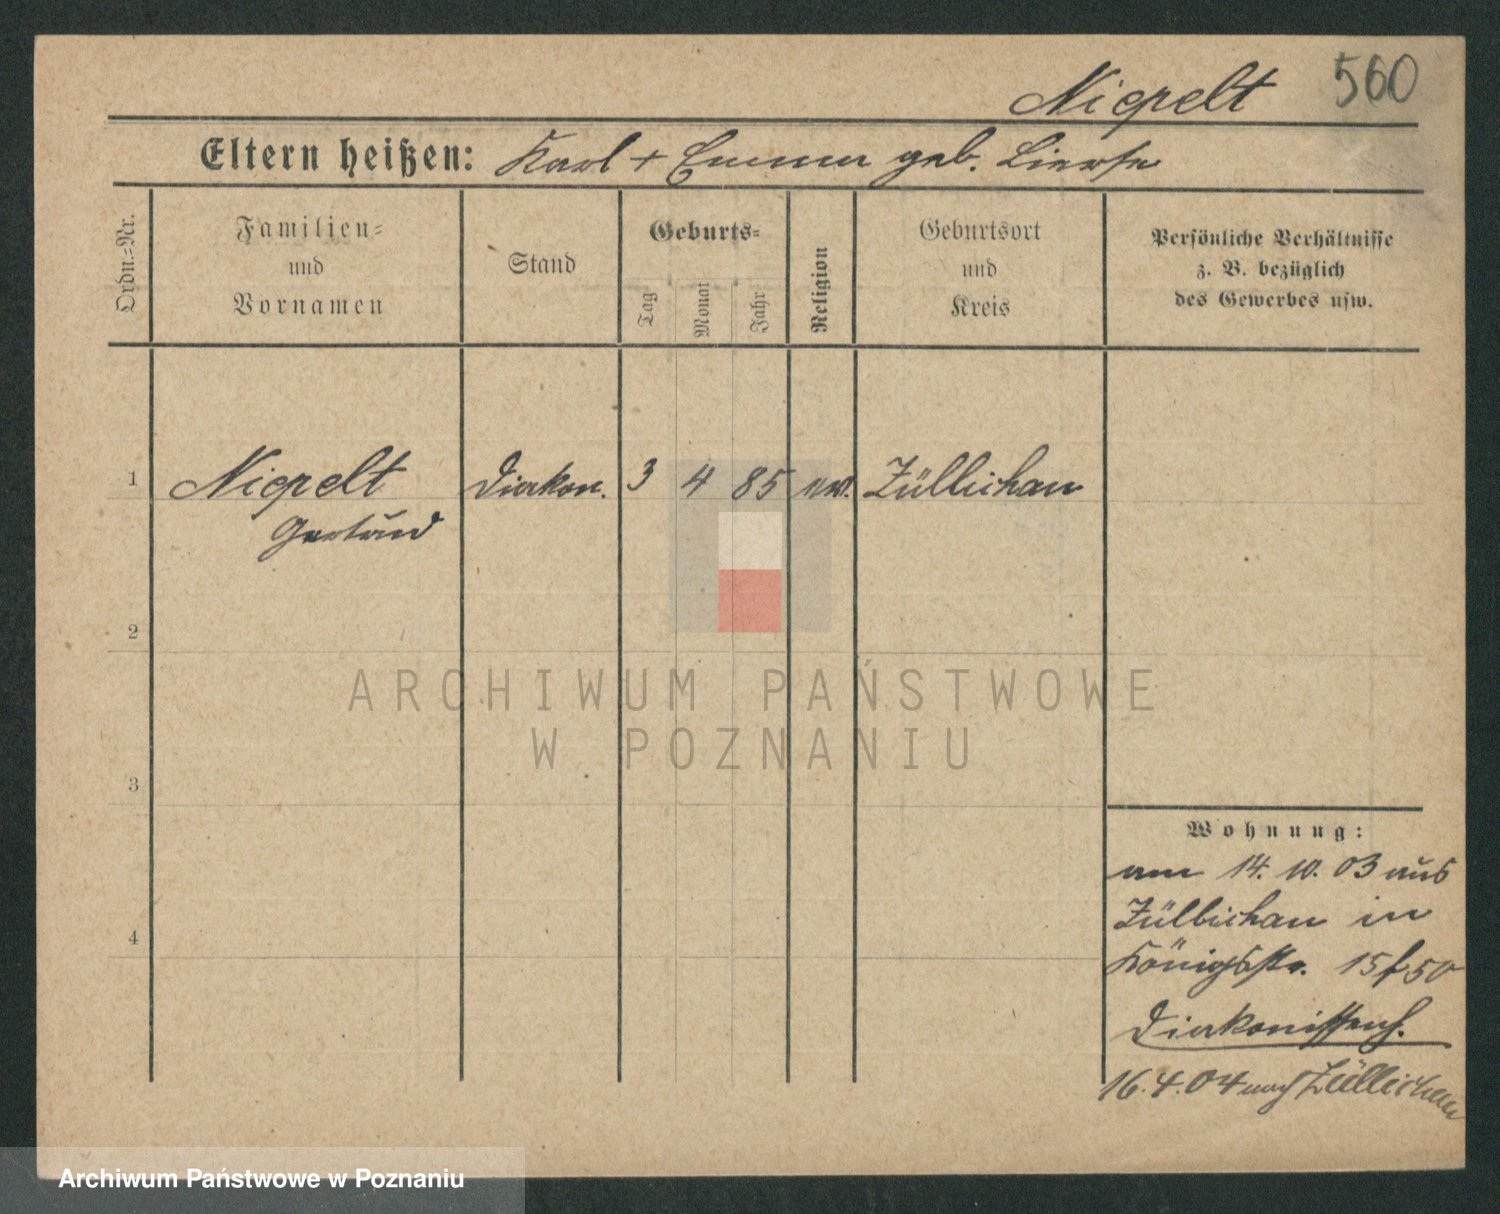 560
Niepelt
Eltern heißen: Karl + Emma geb. Lierse
Ordn.=Nr.
Familien=
und
Vornamen
Stand
Geburts=
Tag
Monat
Jahr
Religion
Geburtsort
und
Kreis
Persönliche Verhältnisse
z. B. bezüglich
des Gewerbes usw.
1 Niepelt Diakon. 3 4 85 ev. Züllichau
Gertrud
2
ARCHIWUM PAŃSTWOWE
W POZNANIU
3
4
Wohnung:
am 14. 10. 03 aus
Züllichau in
Königsstr. 15
Diakonissenh.
16.4.04 nach Züllichau
Archiwum Państwowe w Poznaniu